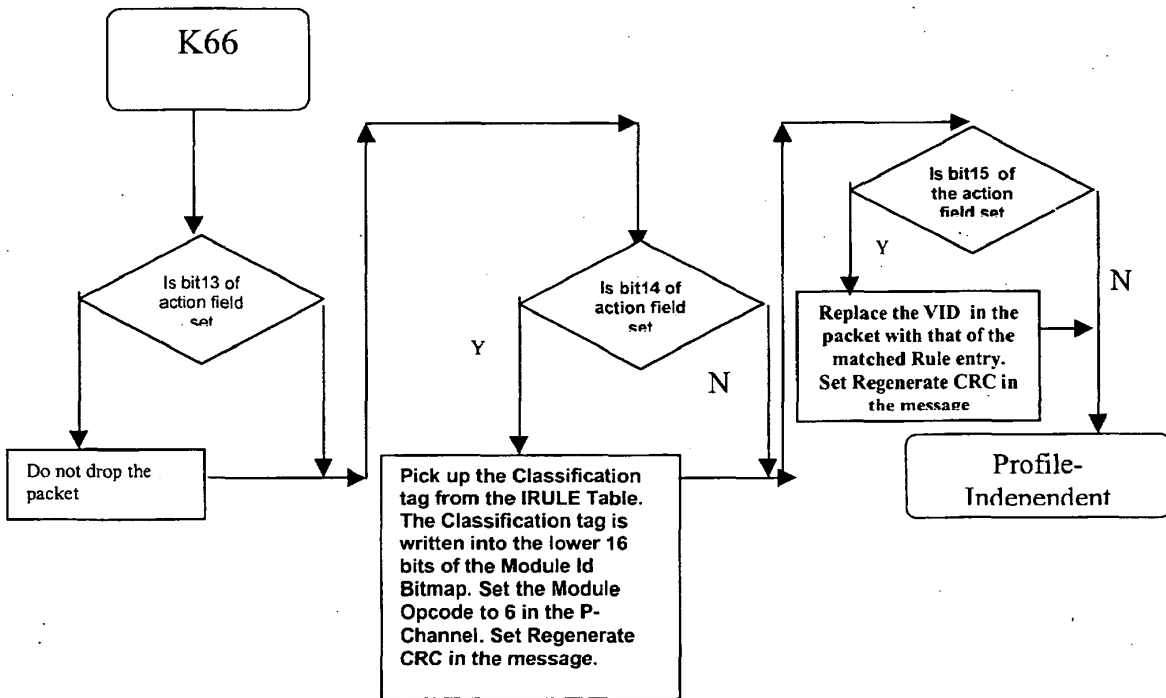 K66
Is bit13 of
action field
set
Do not drop the
packet
Is bit14 of
action field
set
Y
N
Pick up the Classification
tag from the IRULE Table.
The Classification tag is
written into the lower 16
bits of the Module Id
Bitmap. Set the Module
Opcode to 6 in the P-
Channel. Set Regenerate
CRC in the message.
Is bit15 of
the action
field set
Y
N
Replace the VID in the
packet with that of the
matched Rule entry.
Set Regenerate CRC in
the message
Profile-
Independent